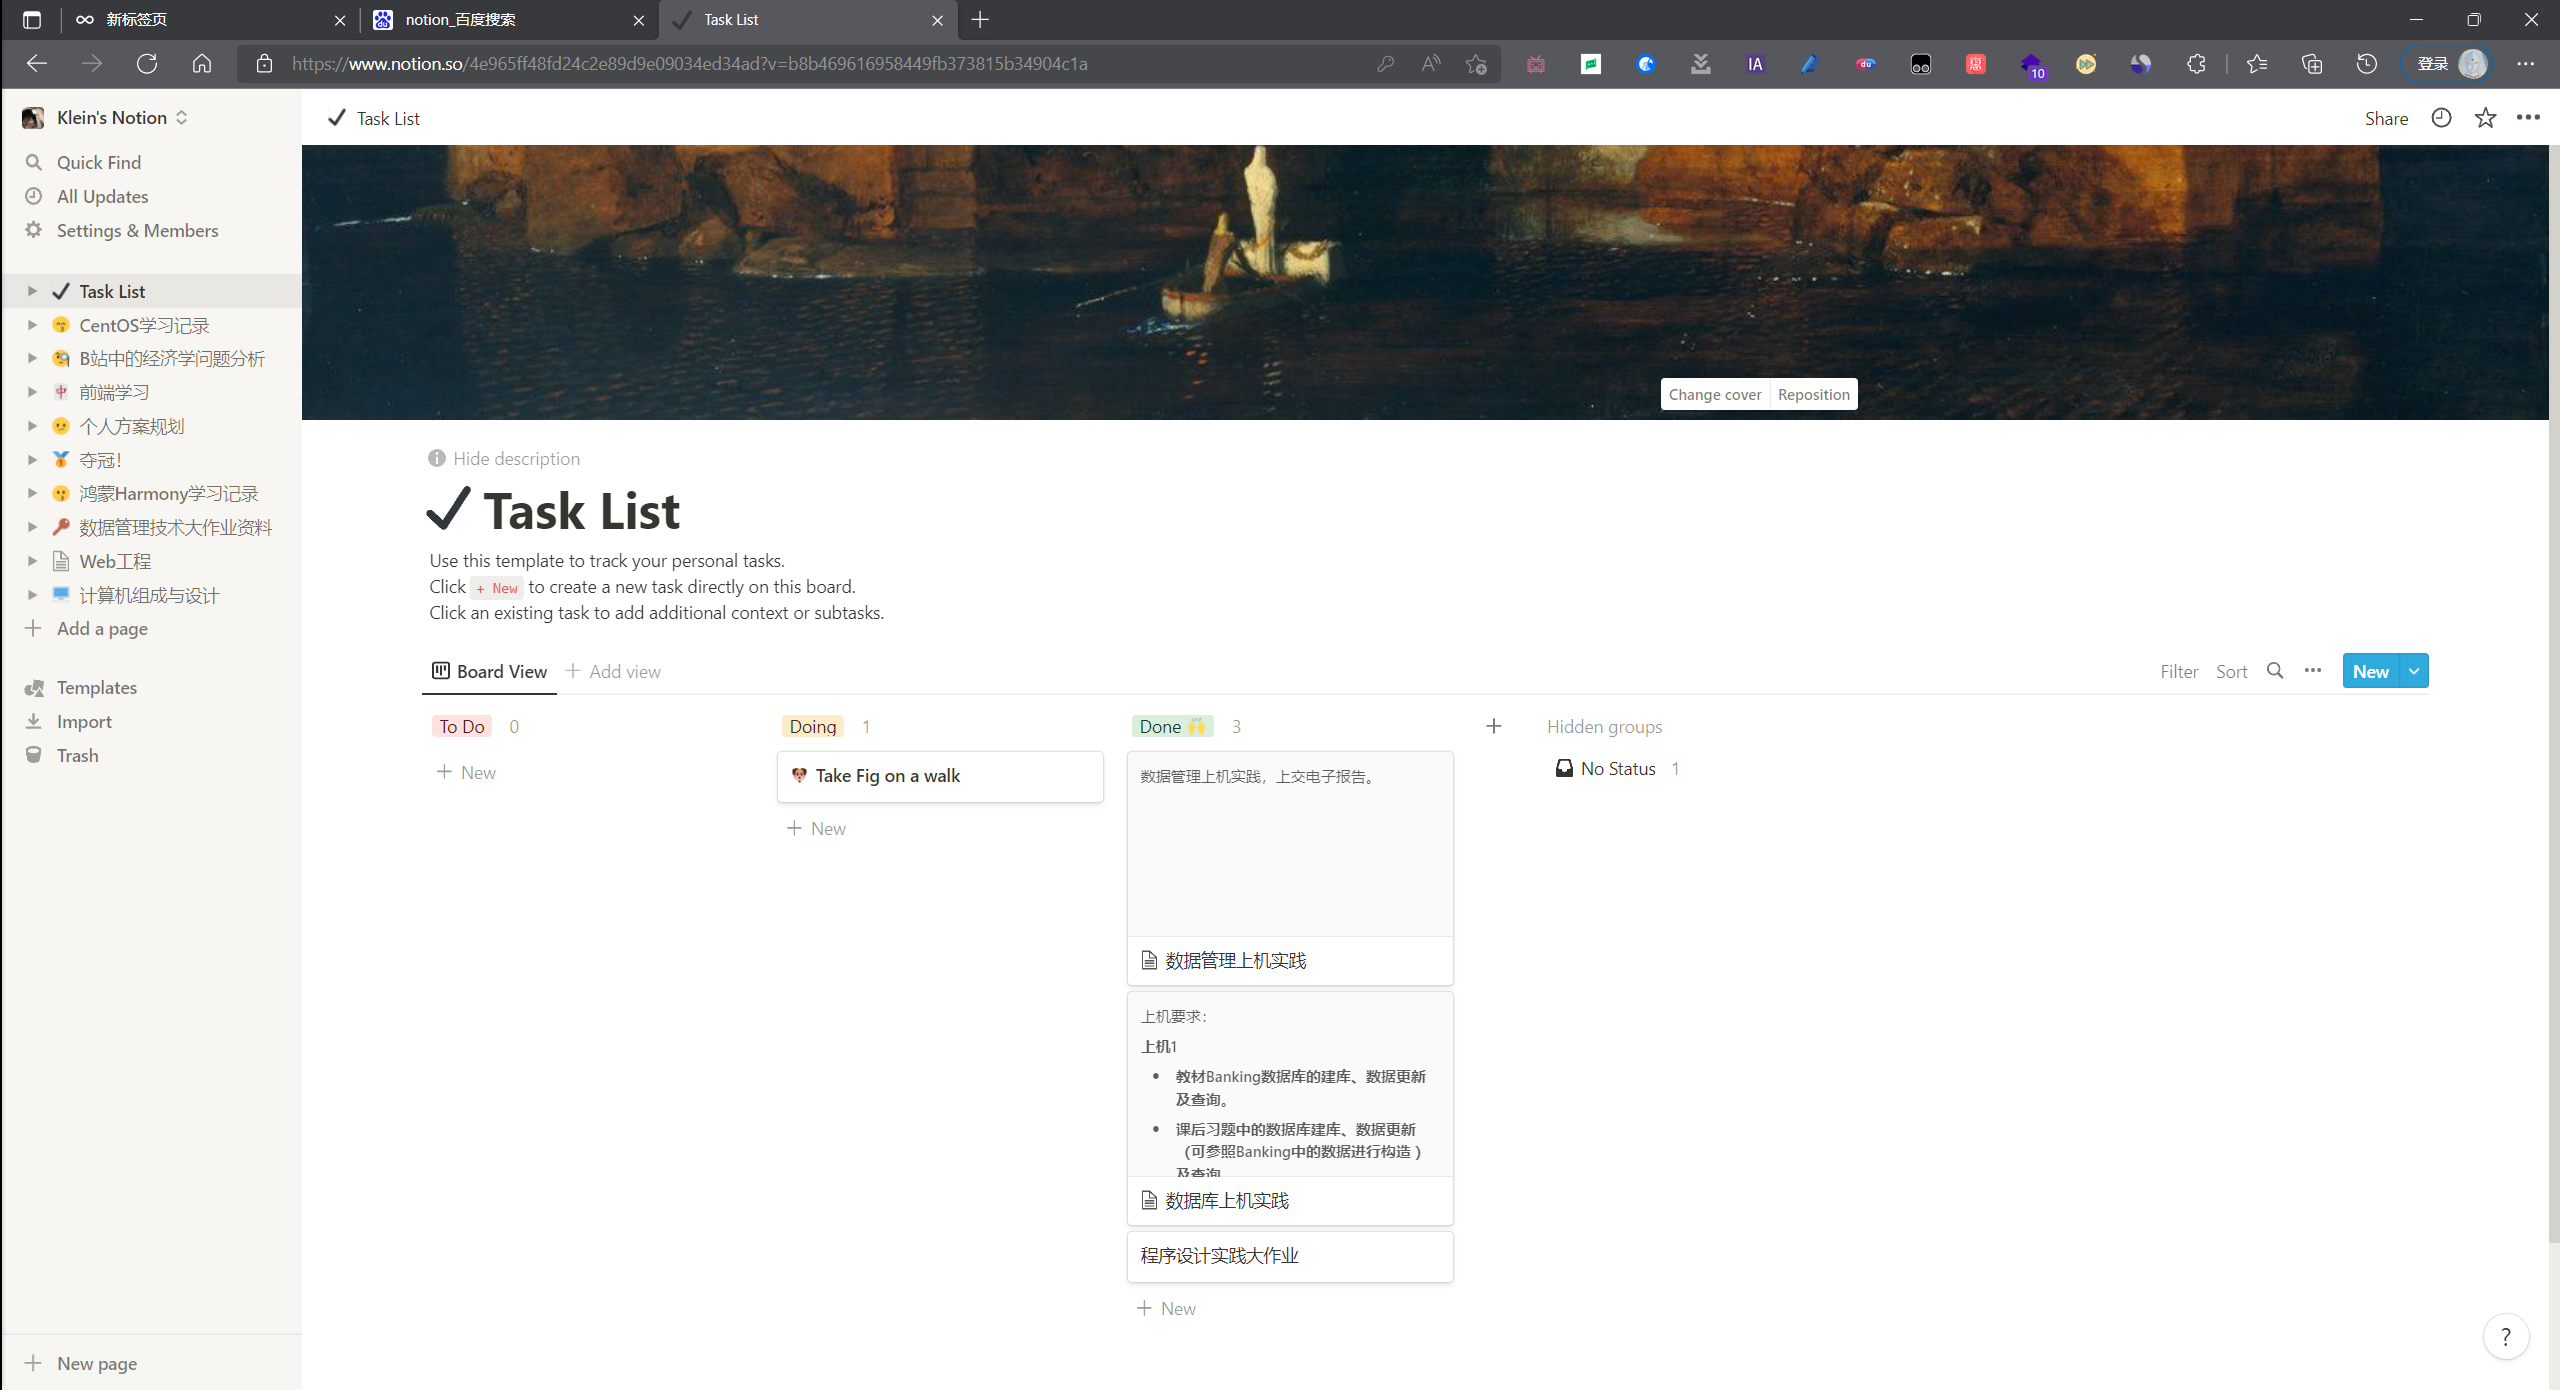 新标签页
notion_百度搜索
Task List
https://www.notion.so/4e965ff48fd24c2e89d9e09034ed34ad?v=b8b469616958449fb373815b34904c1a
IA
du
惠
10
登录
Klein's Notion
Quick Find
All Updates
Settings & Members
Task List
CentOS学习记录
B站中的经济学问题分析
前端学习
个人方案规划
夺冠！
鸿蒙Harmony学习记录
数据管理技术大作业资料
Web工程
计算机组成与设计
Add a page
Templates
Import
Trash
New page
Task List
Share
Change cover
Reposition
Hide description
Task List
Use this template to track your personal tasks.
Click + New to create a new task directly on this board.
Click an existing task to add additional context or subtasks.
Board View
Add view
Filter
Sort
New
To Do 0
New
Doing 1
Take Fig on a walk
New
Done 🙌 3
数据管理上机实践，上交电子报告。
数据管理上机实践
上机要求：
上机1
• 教材Banking数据库的建库、数据更新
及查询。
• 课后习题中的数据库建库、数据更新
（可参照Banking中的数据进行构造）
及查询
数据库上机实践
程序设计实践大作业
New
Hidden groups
No Status 1
?